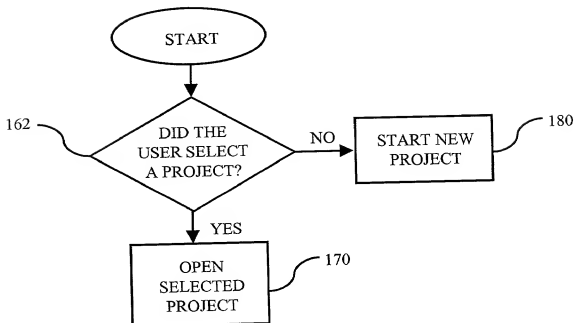 START
162
DID THE
USER SELECT
A PROJECT?
NO
START NEW
PROJECT
180
YES
OPEN
SELECTED
PROJECT
170